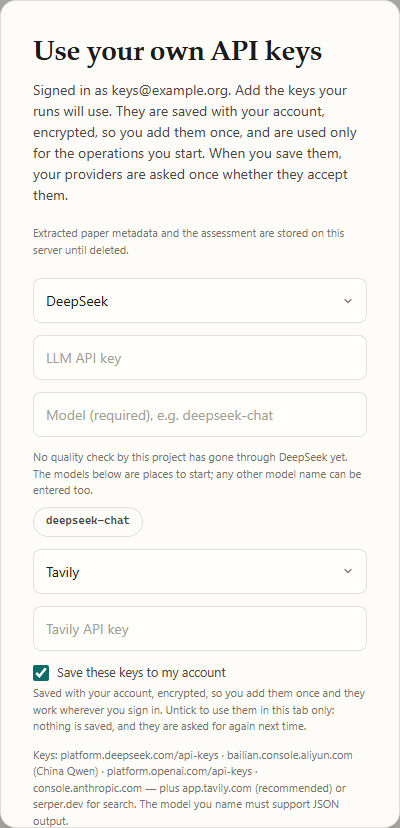 Use your own API keys
Signed in as keys@example.org. Add the keys your
runs will use. They are saved with your account,
encrypted, so you add them once, and are used only
for the operations you start. When you save them,
your providers are asked once whether they accept
them.
Extracted paper metadata and the assessment are stored on this
server until deleted.
DeepSeek
LLM API key
Model (required), e.g. deepseek-chat
No quality check by this project has gone through DeepSeek yet.
The models below are places to start; any other model name can be
entered too.
deepseek-chat
Tavily
Tavily API key
Save these keys to my account
Saved with your account, encrypted, so you add them once and they
work wherever you sign in. Untick to use them in this tab only:
nothing is saved, and they are asked for again next time.
Keys: platform.deepseek.com/api-keys · bailian.console.aliyun.com
(China Qwen) · platform.openai.com/api-keys ·
console.anthropic.com — plus app.tavily.com (recommended) or
serper.dev for search. The model you name must support JSON
output.